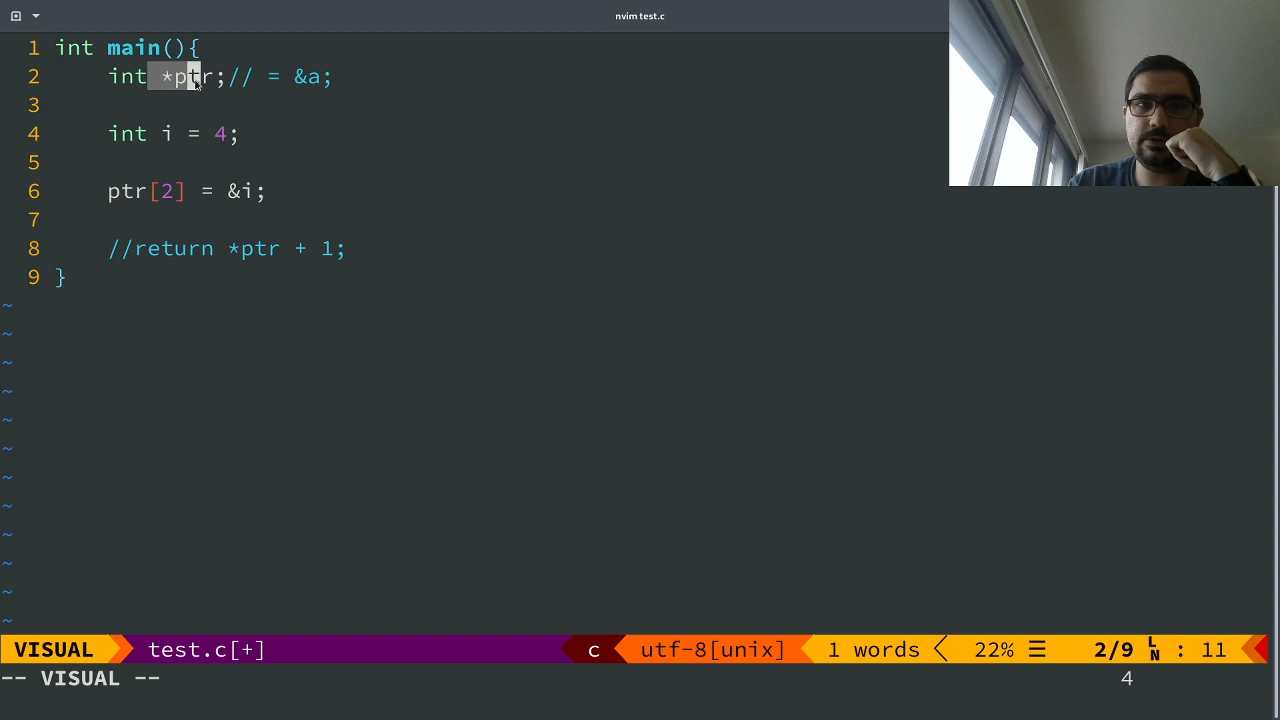 nvim test.c
1 int main(){
2 int *ptr;// = &a;
3
4 int i = 4;
5
6 ptr[2] = &i;
7
8 //return *ptr + 1;
9 }
~
~
~
~
~
~
~
~
~
~
~
~
VISUAL test.c[+] c utf-8[unix] 1 words 22% ☰ 2/9 LN : 11
-- VISUAL -- 4